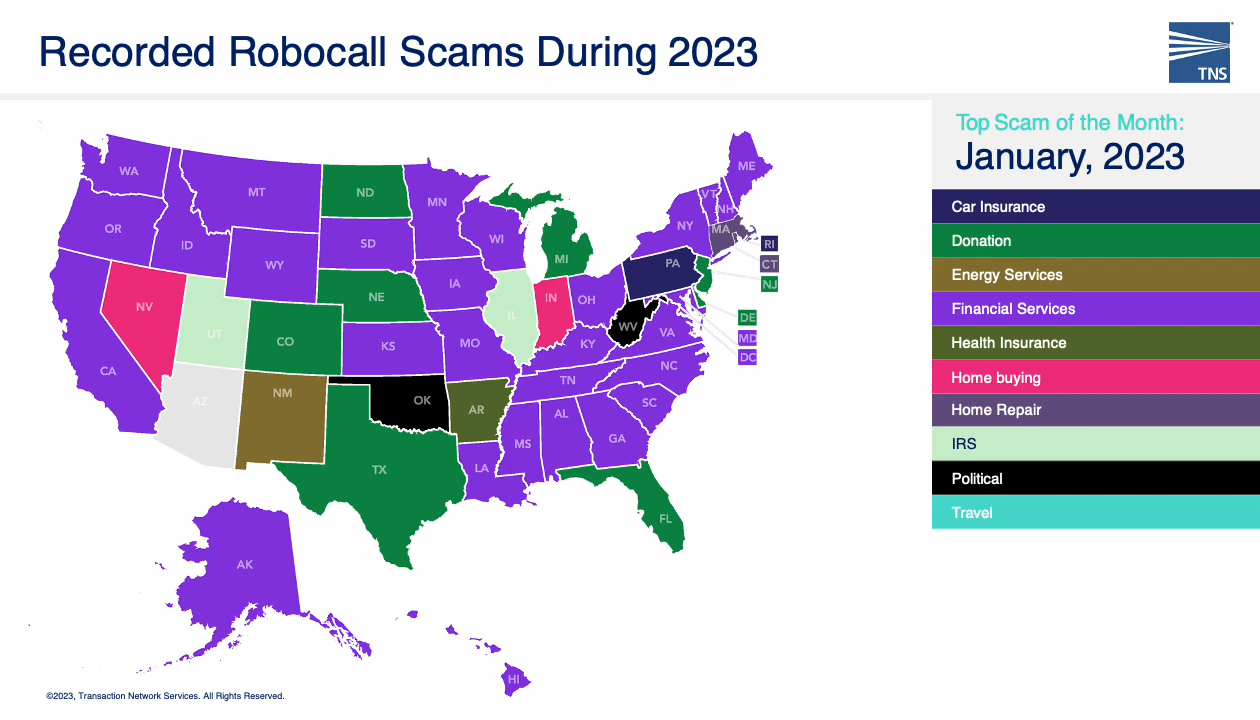 Recorded Robocall Scams During 2023
TNS
Top Scam of the Month:
January, 2023
Car Insurance
Donation
Energy Services
Financial Services
Health Insurance
Home buying
Home Repair
IRS
Political
Travel
WA
MT
ND
MN
ME
VT
NH
OR
ID
SD
WI
NY
MA
RI
WY
MI
PA
CT
NJ
NV
NE
IA
IL
IN
OH
DE
UT
CO
KS
MO
KY
WV
VA
MD
DC
CA
AZ
NM
OK
AR
TN
NC
SC
MS
AL
GA
TX
LA
FL
AK
HI
©2023, Transaction Network Services. All Rights Reserved.